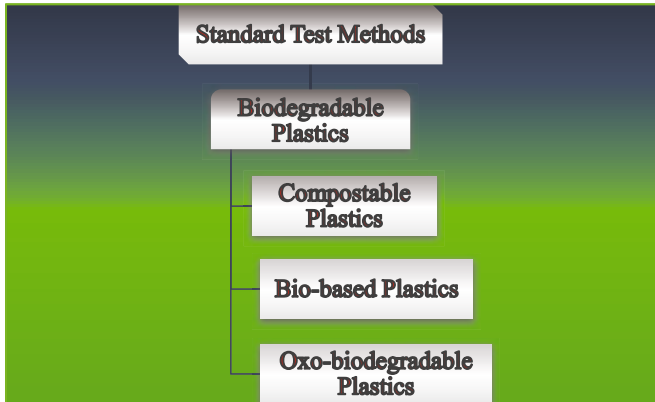 Standard Test Methods
Biodegradable
Plastics
Compostable
Plastics
Bio-based Plastics
Oxo-biodegradable
Plastics